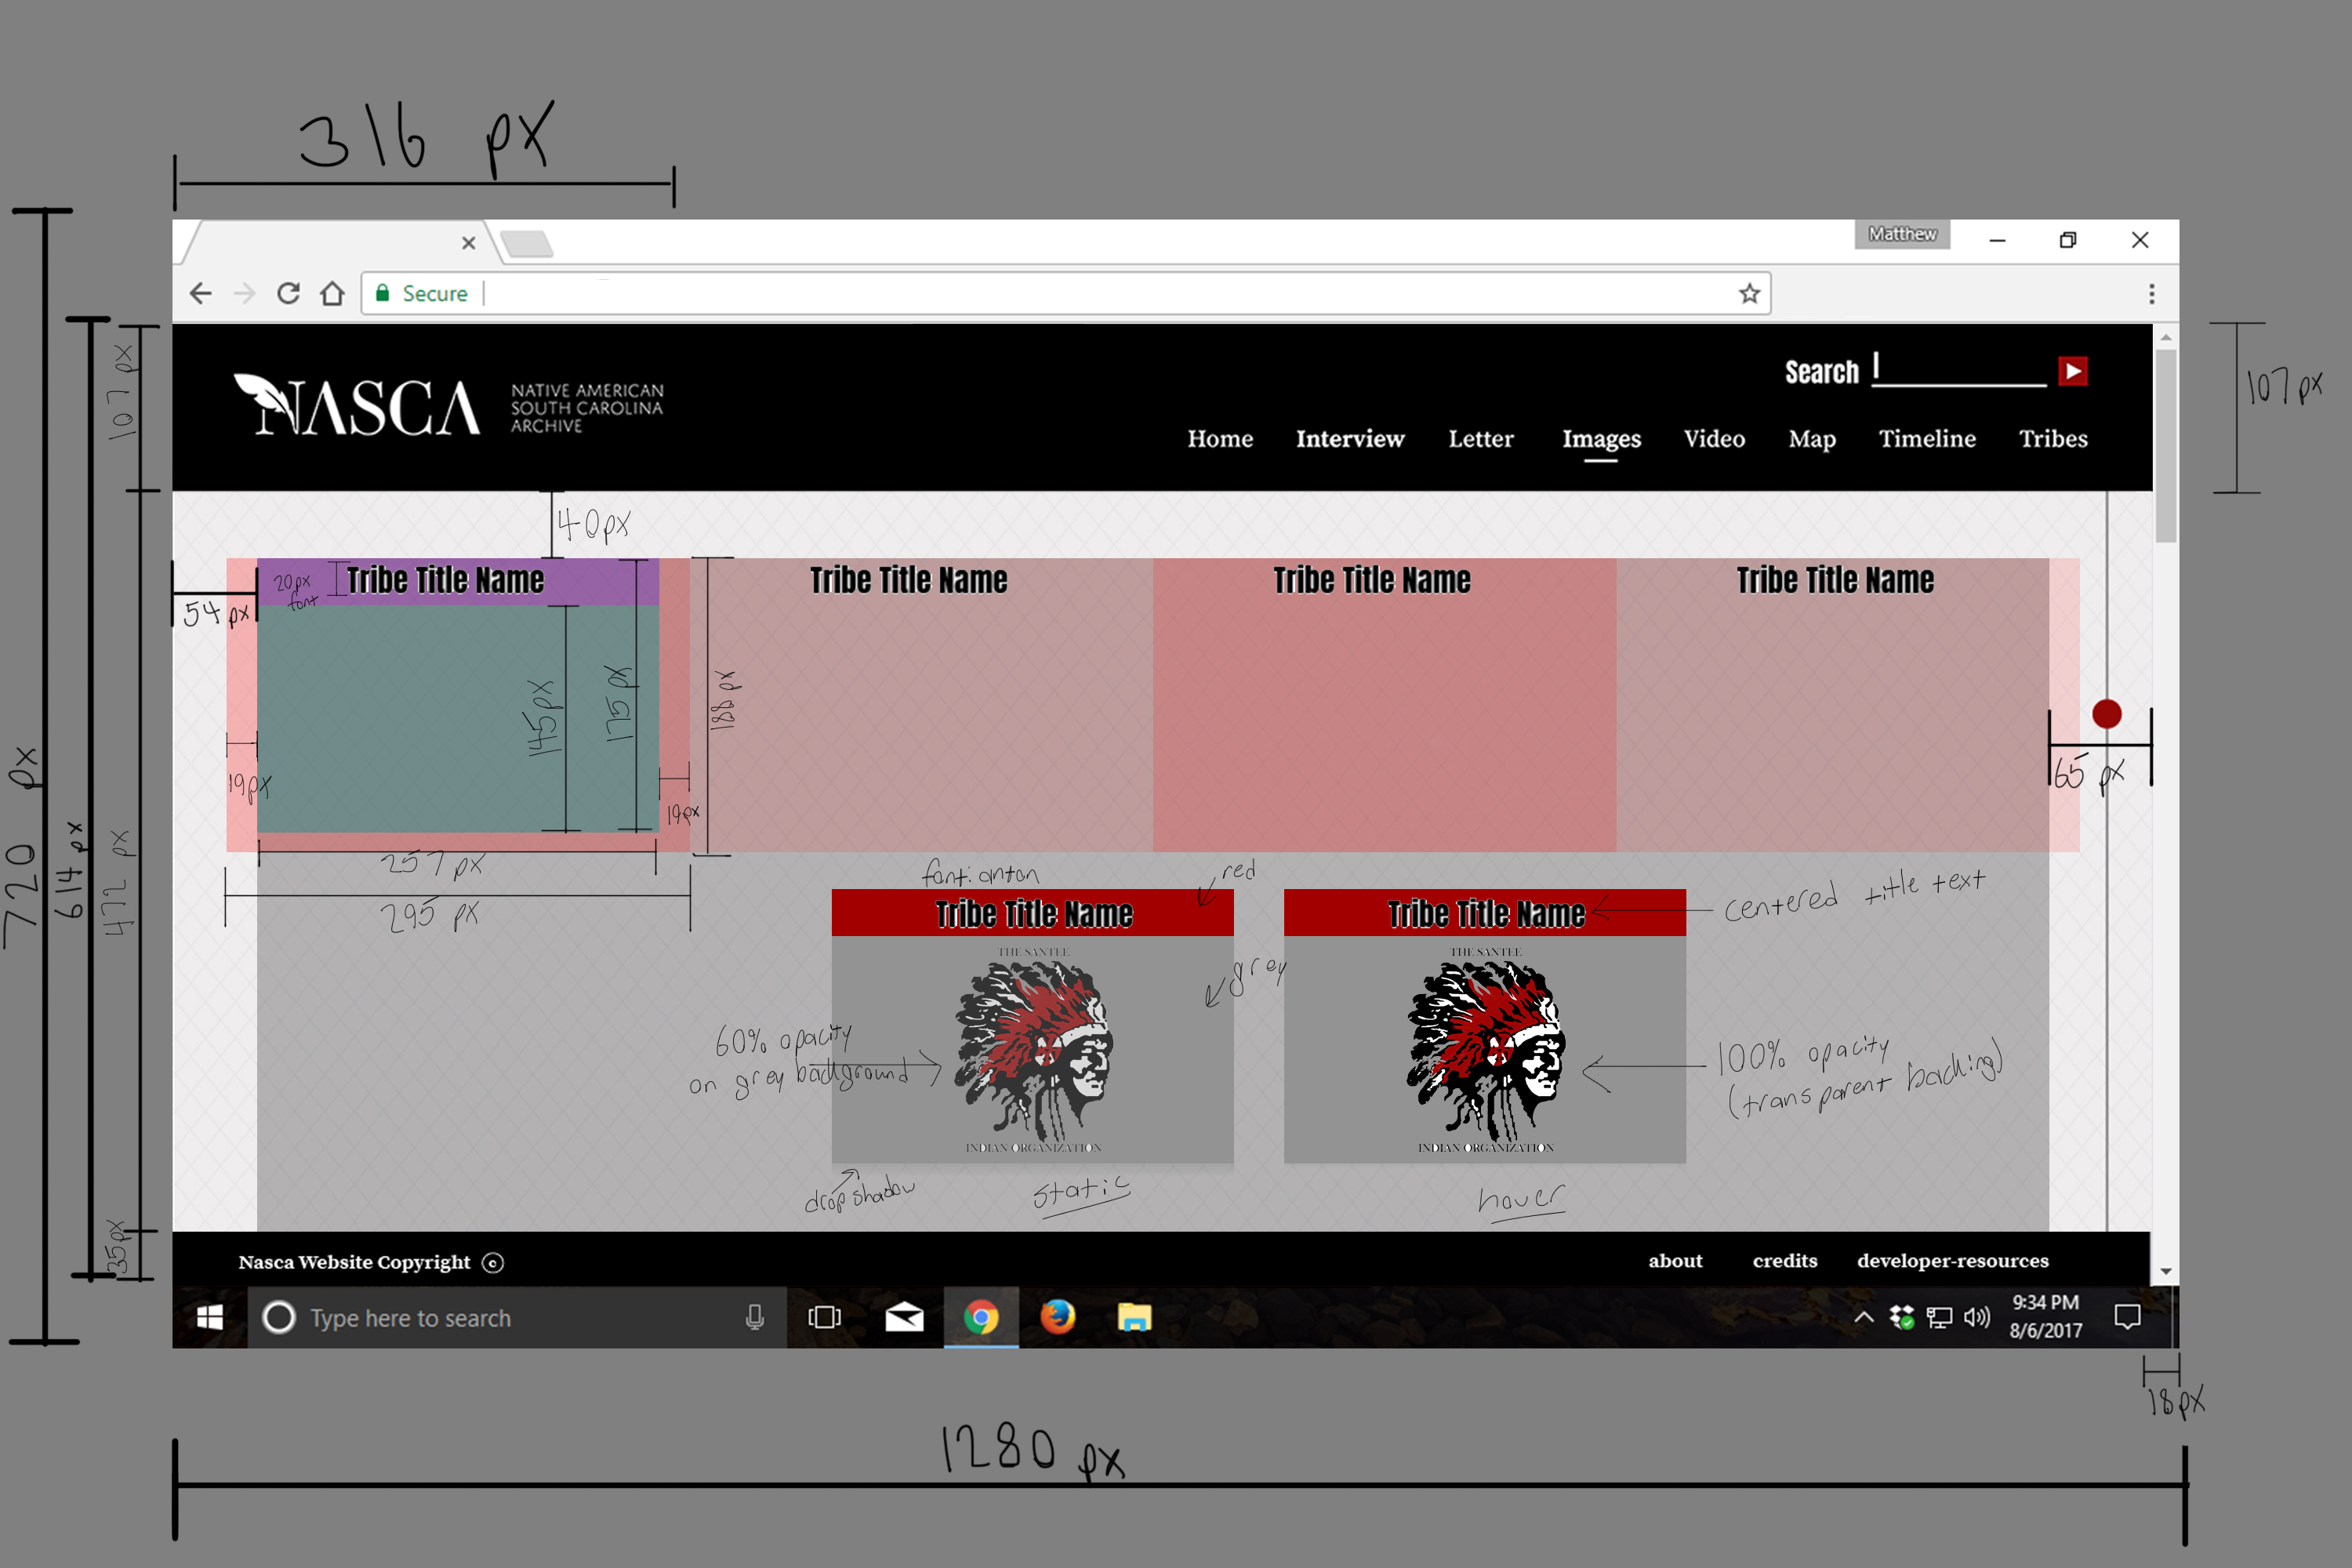 316 px
Matthew
Secure
720 px
614 px
107 px
472 px
35px
107 px
Search
NASCA
NATIVE AMERICAN
SOUTH CAROLINA
ARCHIVE
Home Interview Letter Images Video Map Timeline Tribes
40px
54 px
20px
font
Tribe Title Name
Tribe Title Name
Tribe Title Name
Tribe Title Name
145px
175px
188 px
19px
19px
65 px
257 px
295 px
font: anton
red
Tribe Title Name
Tribe Title Name
centered title text
grey
THE SANTEE
INDIAN ORGANIZATION
THE SANTEE
INDIAN ORGANIZATION
60% opacity
on grey background
100% opacity
(transparent backing)
drop shadow
static
hover
Nasca Website Copyright ©
about credits developer-resources
Type here to search
9:34 PM
8/6/2017
18px
1280 px